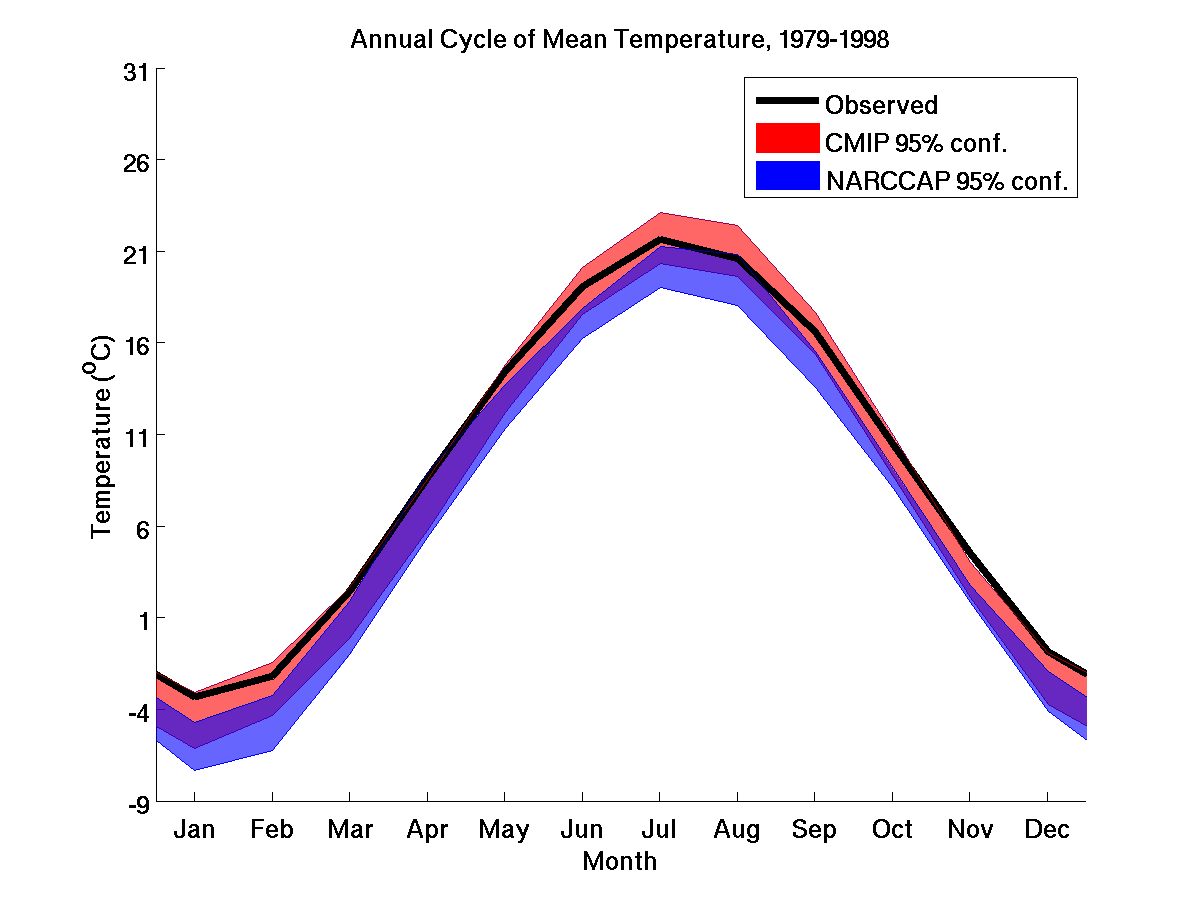 Annual Cycle of Mean Temperature, 1979-1998
Observed
CMIP 95% conf.
NARCCAP 95% conf.
31
26
21
16
11
6
1
-4
-9
Temperature (°C)
Jan Feb Mar Apr May Jun Jul Aug Sep Oct Nov Dec
Month